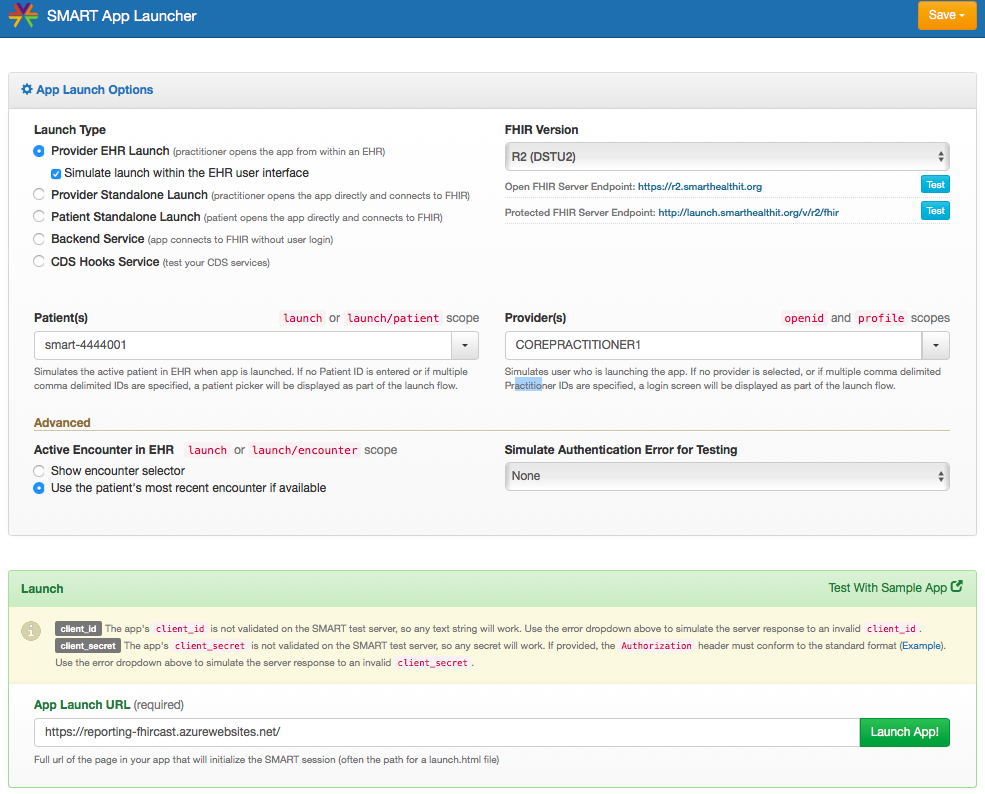 SMART App Launcher
Save
App Launch Options
Launch Type
Provider EHR Launch (practitioner opens the app from within an EHR)
Simulate launch within the EHR user interface
Provider Standalone Launch (practitioner opens the app directly and connects to FHIR)
Patient Standalone Launch (patient opens the app directly and connects to FHIR)
Backend Service (app connects to FHIR without user login)
CDS Hooks Service (test your CDS services)
FHIR Version
R2 (DSTU2)
Open FHIR Server Endpoint: https://r2.smarthealthit.org
Test
Protected FHIR Server Endpoint: http://launch.smarthealthit.org/v/r2/fhir
Test
Patient(s) launch or launch/patient scope
smart-4444001
Simulates the active patient in EHR when app is launched. If no Patient ID is entered or if multiple
comma delimited IDs are specified, a patient picker will be displayed as part of the launch flow.
Provider(s) openid and profile scopes
COREPRACTITIONER1
Simulates user who is launching the app. If no provider is selected, or if multiple comma delimited
Practitioner IDs are specified, a login screen will be displayed as part of the launch flow.
Advanced
Active Encounter in EHR launch or launch/encounter scope
Show encounter selector
Use the patient's most recent encounter if available
Simulate Authentication Error for Testing
None
Launch
Test With Sample App
client_id The app's client_id is not validated on the SMART test server, so any text string will work. Use the error dropdown above to simulate the server response to an invalid client_id .
client_secret The app's client_secret is not validated on the SMART test server, so any secret will work. If provided, the Authorization header must conform to the standard format (Example).
Use the error dropdown above to simulate the server response to an invalid client_secret .
App Launch URL (required)
https://reporting-fhircast.azurewebsites.net/
Launch App!
Full url of the page in your app that will initialize the SMART session (often the path for a launch.html file)